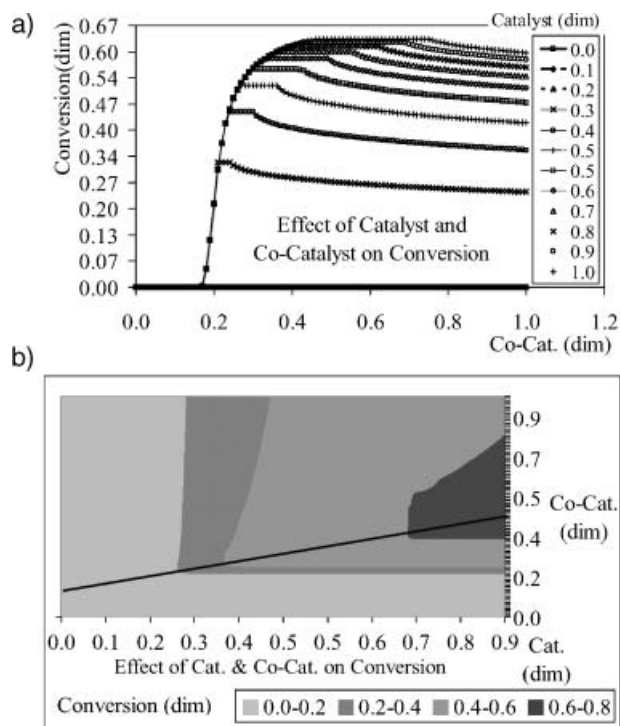 a)
Catalyst (dim)
0.67
0.60
0.54
0.47
0.40
0.34
0.27
0.20
0.13
0.07
0.00
Conversion(dim)
Effect of Catalyst and
Co-Catalyst on Conversion
0.0
0.1
0.2
0.3
0.4
0.5
0.5
0.6
0.7
0.8
0.9
1.0
0.0 0.2 0.4 0.6 0.8 1.0 1.2
Co-Cat. (dim)
b)
0.9
0.7
0.5
0.4
0.2
0.0
Co-Cat.
(dim)
0.0 0.1 0.2 0.3 0.4 0.5 0.5 0.6 0.7 0.8 0.9
Cat.
(dim)
Effect of Cat. & Co-Cat. on Conversion
Conversion (dim) 0.0-0.2 0.2-0.4 0.4-0.6 0.6-0.8